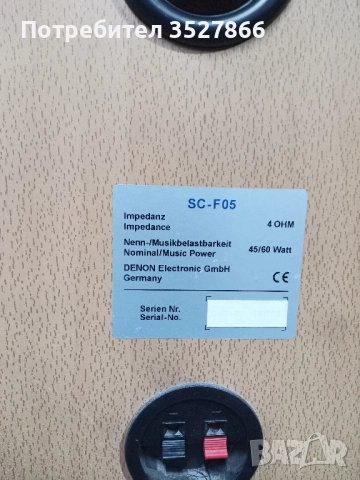 Потребител 3527866
SC-F05
Impedanz
Impedance 4 OHM
Nenn-/Musikbelastbarkeit
Nominal/Music Power 45/60 Watt
DENON Electronic GmbH
Germany CE
Serien Nr.
Serial-No.
BAZAR